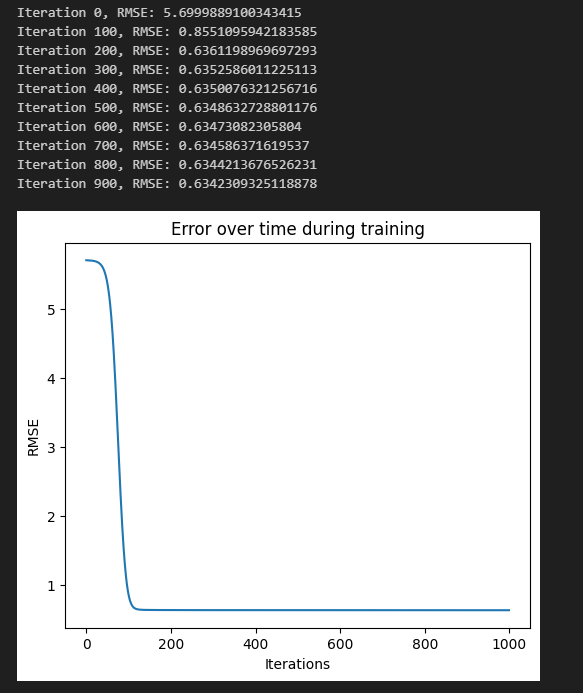 Iteration 0, RMSE: 5.6999889100343415
Iteration 100, RMSE: 0.8551095942183585
Iteration 200, RMSE: 0.6361198969697293
Iteration 300, RMSE: 0.6352586011225113
Iteration 400, RMSE: 0.6350076321256716
Iteration 500, RMSE: 0.6348632728801176
Iteration 600, RMSE: 0.63473082305804
Iteration 700, RMSE: 0.634586371619537
Iteration 800, RMSE: 0.6344213676526231
Iteration 900, RMSE: 0.6342309325118878
Error over time during training
5
4
3
2
1
RMSE
0 200 400 600 800 1000
Iterations